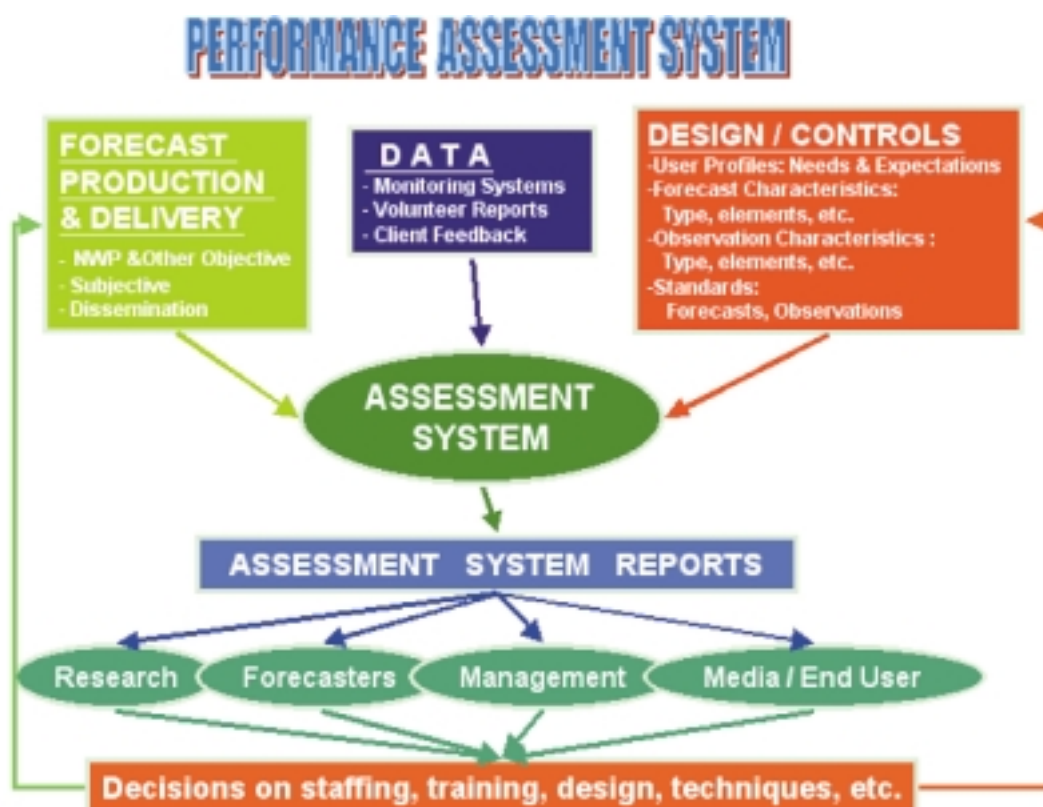 PERFORMANCE ASSESSMENT SYSTEM
FORECAST
PRODUCTION
& DELIVERY
- NWP &Other Objective
- Subjective
- Dissemination
D A T A
- Monitoring Systems
- Volunteer Reports
- Client Feedback
DESIGN / CONTROLS
-User Profiles: Needs & Expectations
-Forecast Characteristics:
Type, elements, etc.
-Observation Characteristics :
Type, elements, etc.
-Standards:
Forecasts, Observations
ASSESSMENT
SYSTEM
ASSESSMENT SYSTEM REPORTS
Research
Forecasters
Management
Media / End User
Decisions on staffing, training, design, techniques, etc.